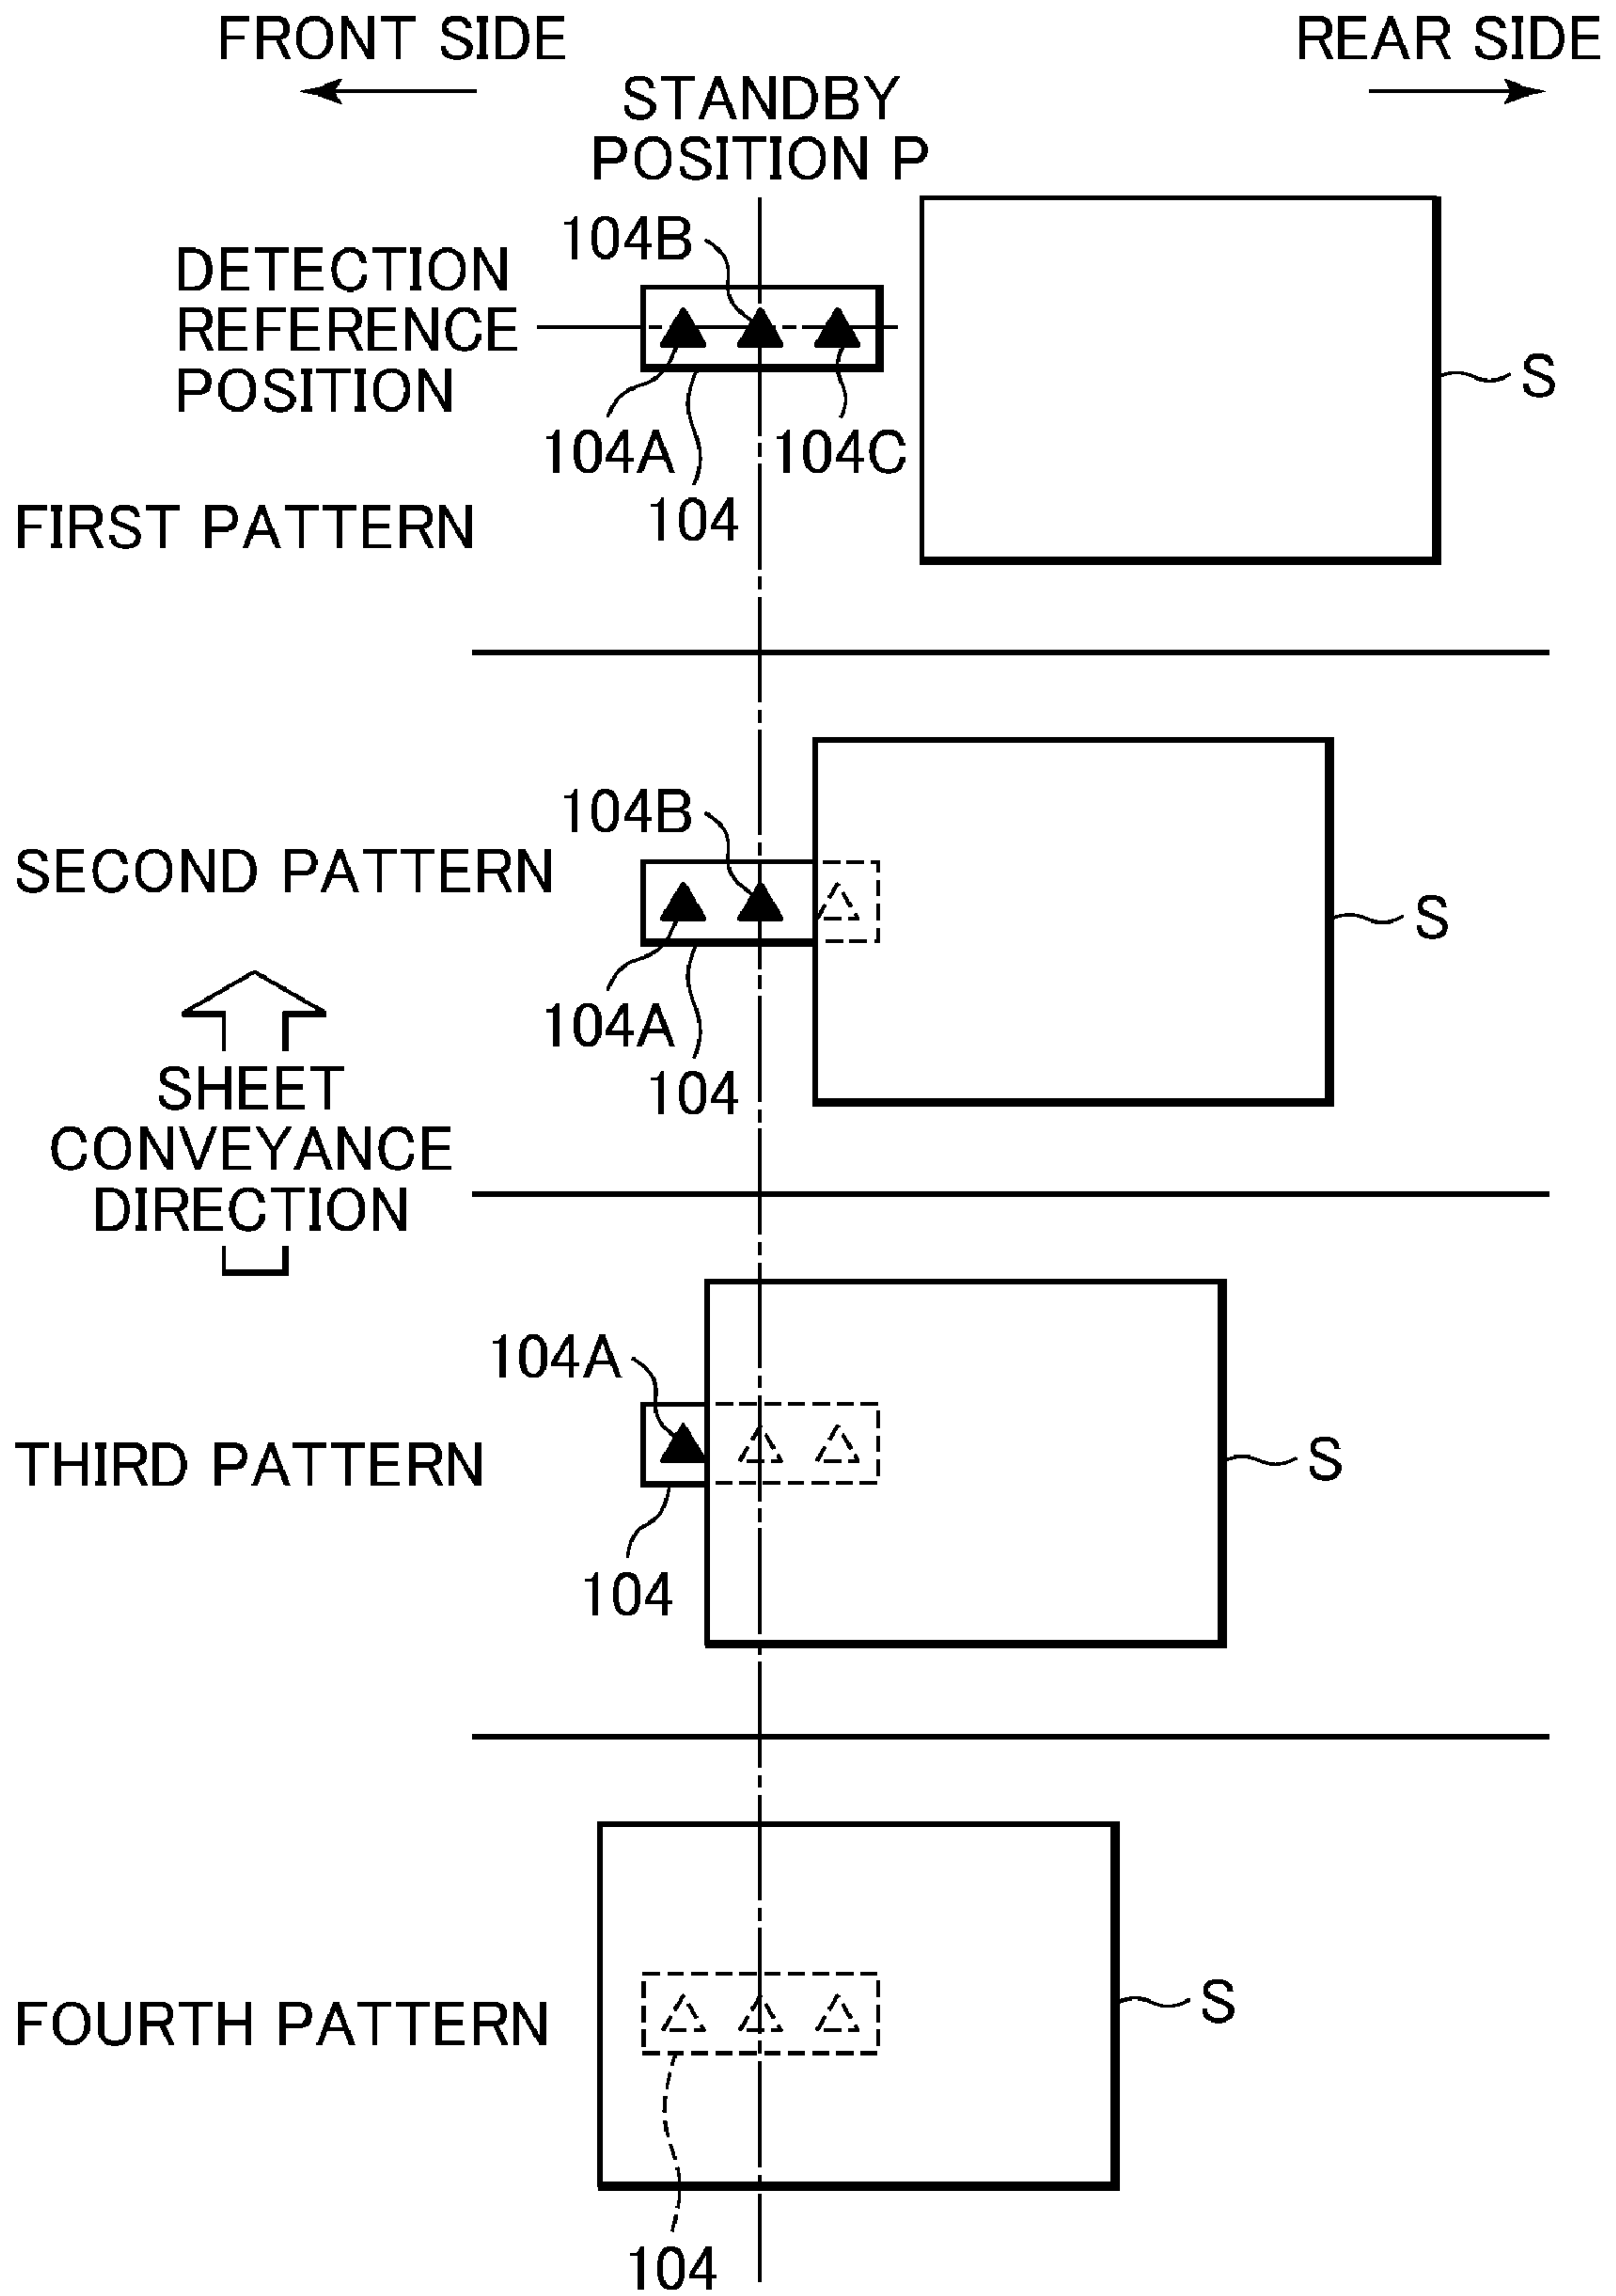 FRONT SIDE
REAR SIDE
STANDBY
POSITION P
104B
DETECTION
REFERENCE
POSITION
S
104A
104C
104
FIRST PATTERN
104B
SECOND PATTERN
S
104A
104
SHEET
CONVEYANCE
DIRECTION
104A
THIRD PATTERN
S
104
FOURTH PATTERN
S
104